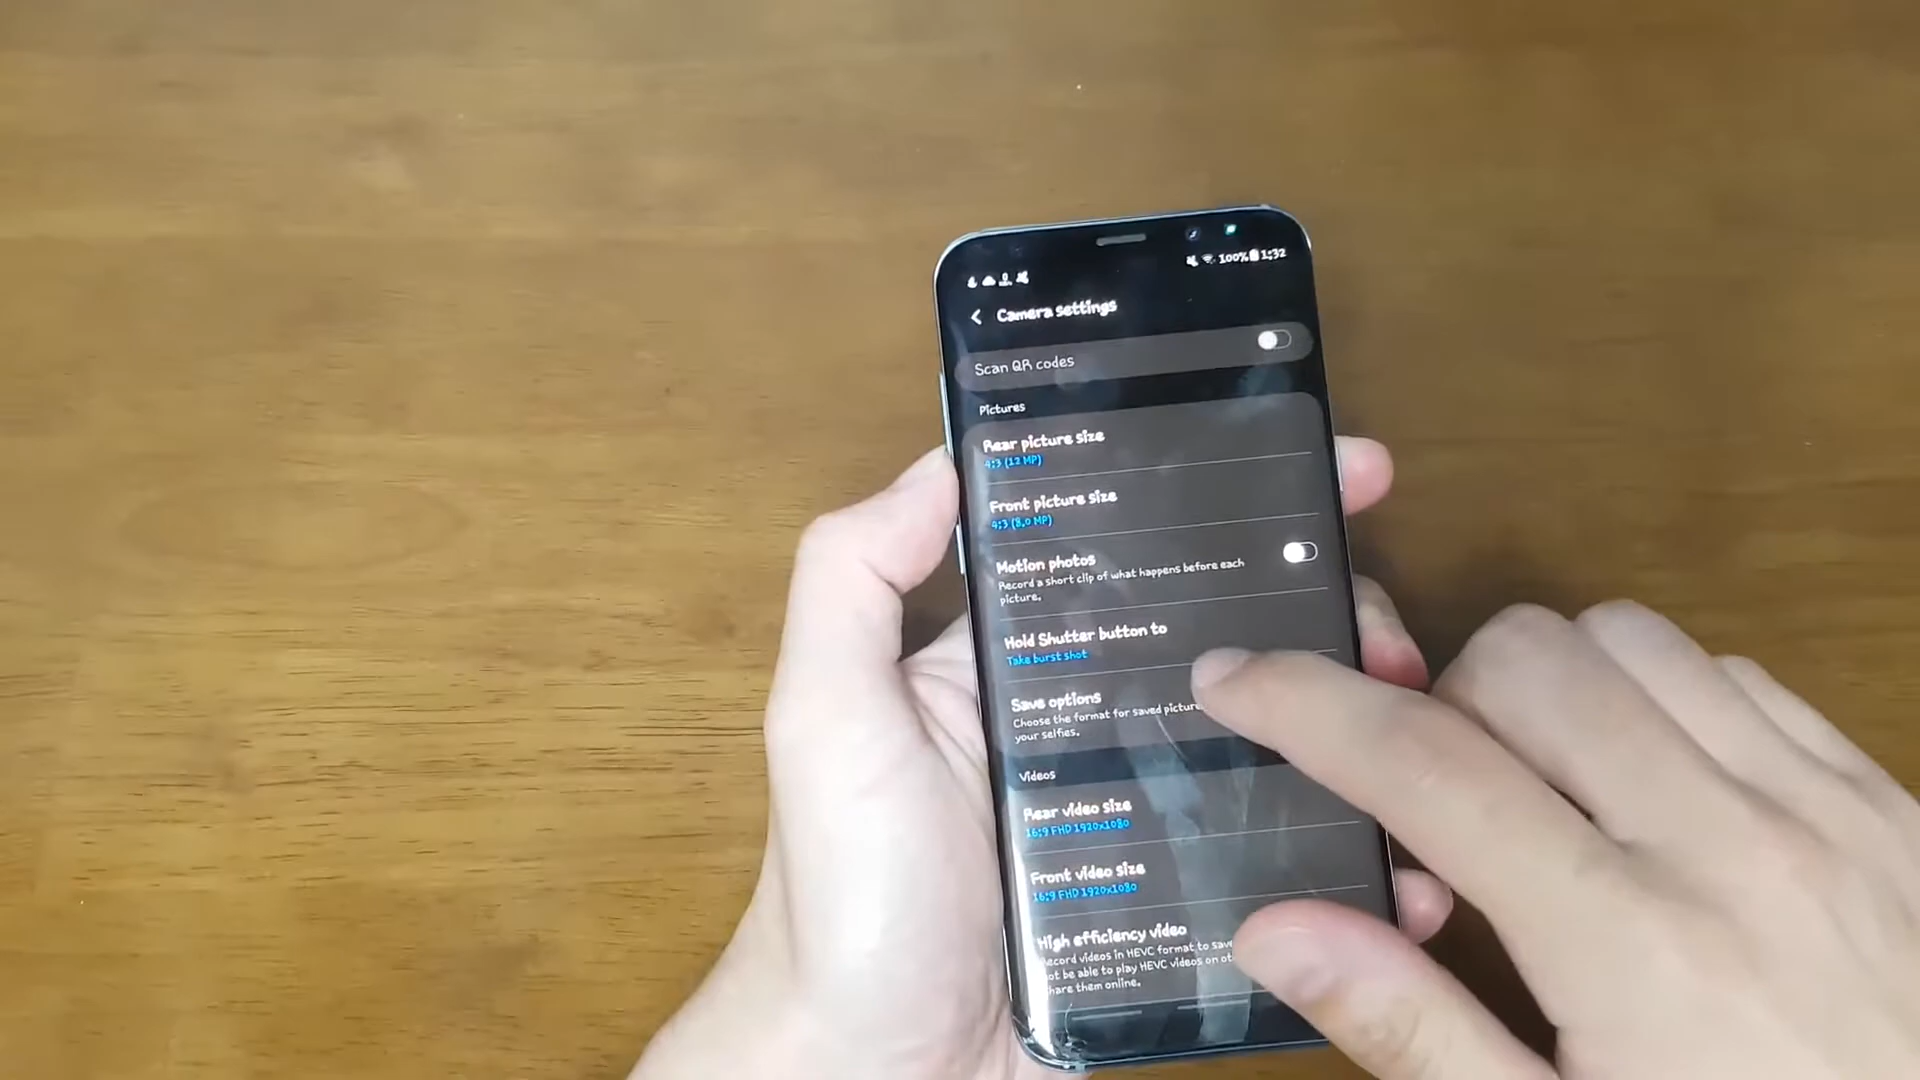 100% 1:32
Camera settings
Scan QR codes
Pictures
Rear picture size
4:3 (12 MP)
Front picture size
4:3 (8.0 MP)
Motion photos
Record a short clip of what happens before each
picture.
Hold Shutter button to
Take burst shot
Save options
Choose the format for saved picture
your selfies.
Videos
Rear video size
16:9 FHD 1920x1080
Front video size
16:9 FHD 1920x1080
High efficiency video
Record videos in HEVC format to save
not be able to play HEVC videos on ot
share them online.